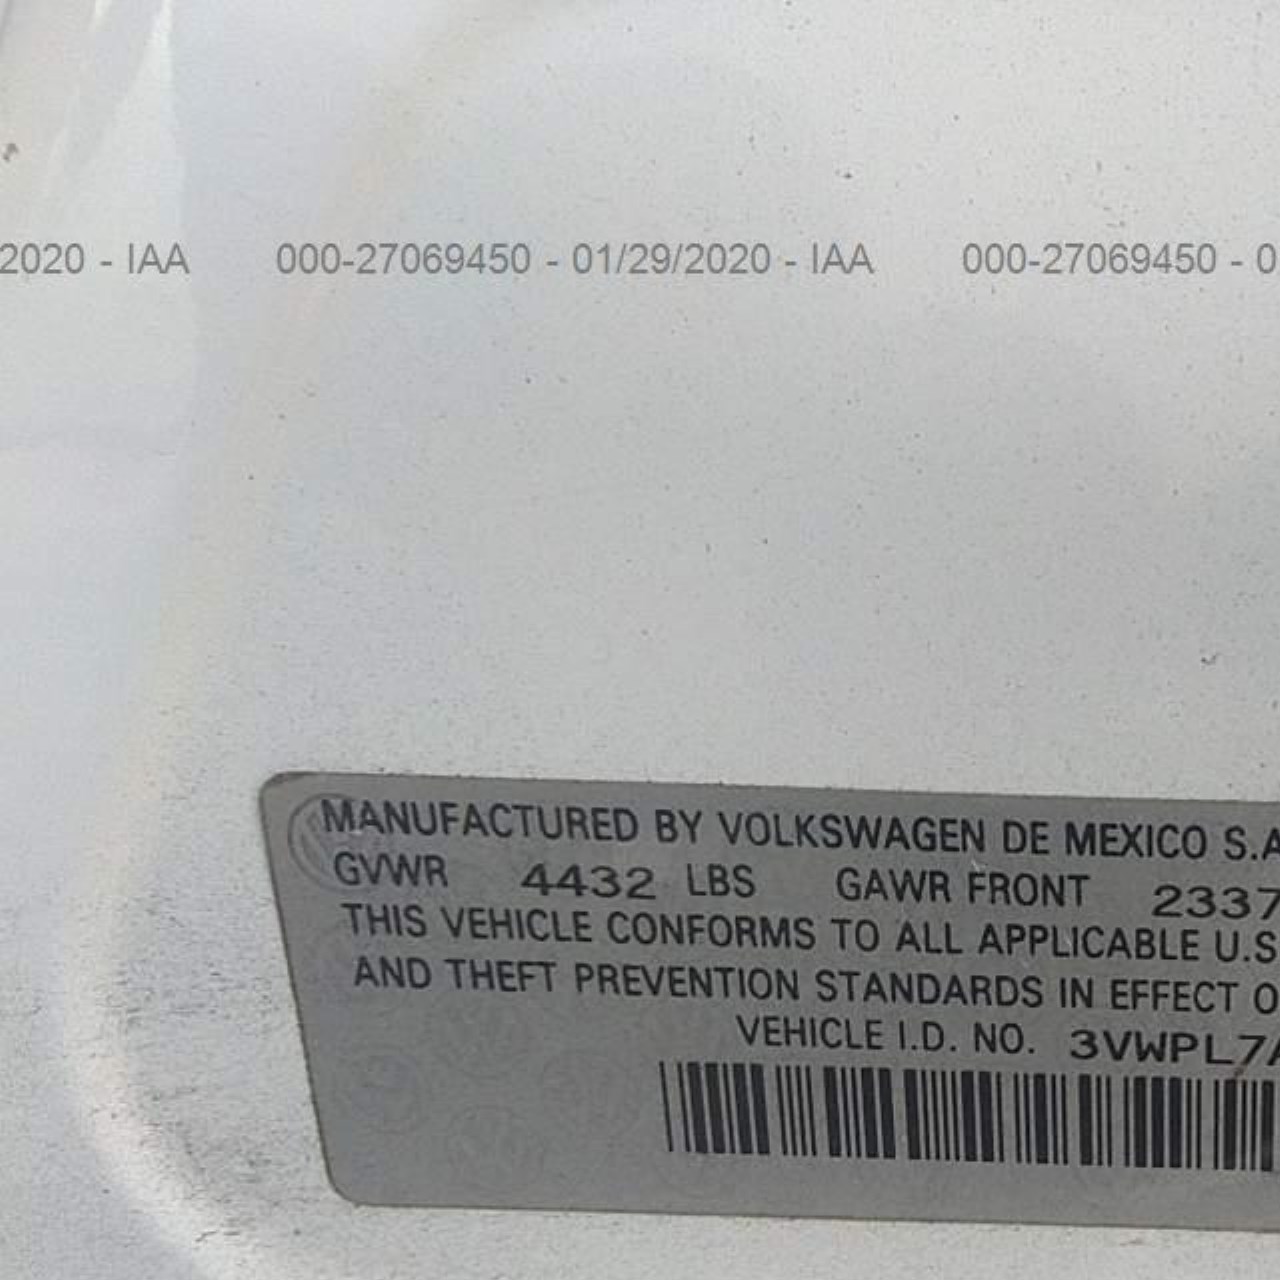 2020 - IAA 000-27069450 - 01/29/2020 - IAA 000-27069450 - 0
MANUFACTURED BY VOLKSWAGEN DE MEXICO S.A
GVWR 4432 LBS GAWR FRONT 2337
THIS VEHICLE CONFORMS TO ALL APPLICABLE U.S
AND THEFT PREVENTION STANDARDS IN EFFECT O
VEHICLE I.D. NO. 3VWPL7A